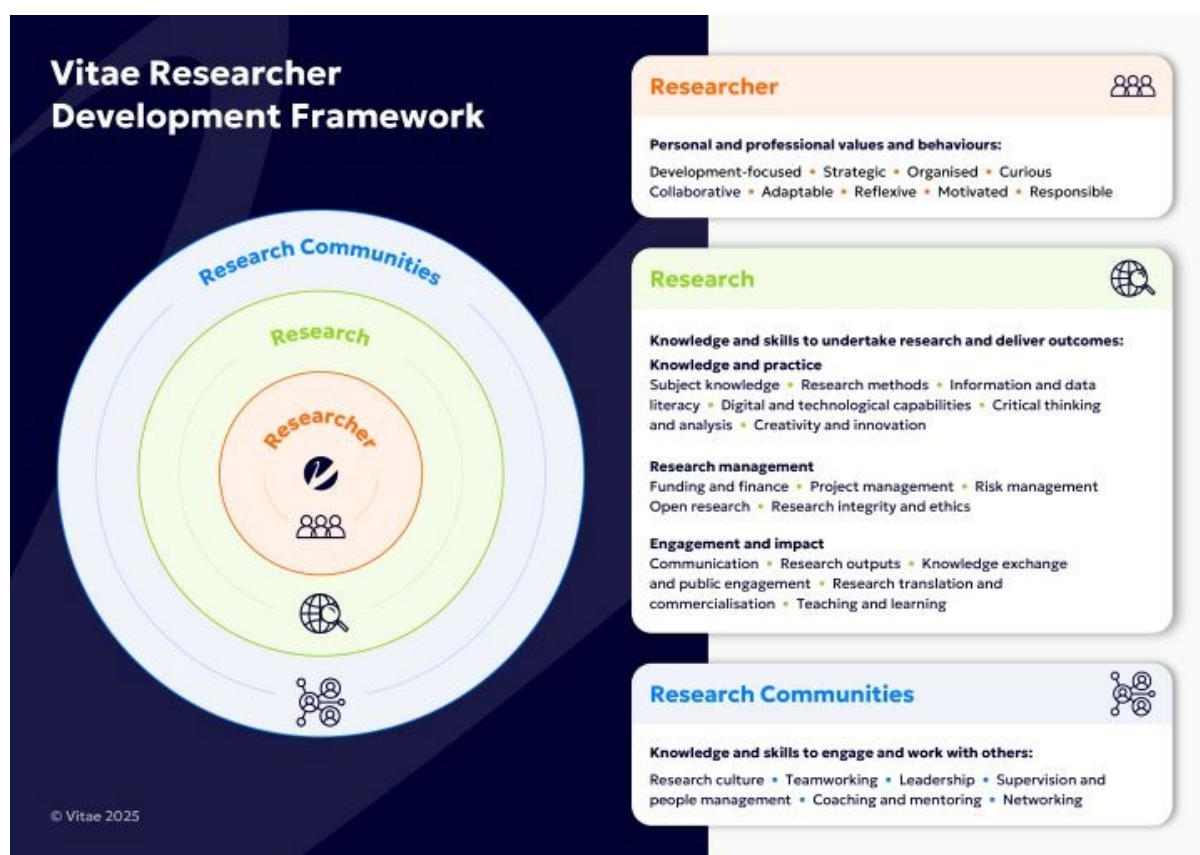 Vitae Researcher
Development Framework
Research Communities
Research
Researcher
© Vitae 2025
Researcher
Personal and professional values and behaviours:
Development-focused • Strategic • Organised • Curious
Collaborative • Adaptable • Reflexive • Motivated • Responsible
Research
Knowledge and skills to undertake research and deliver outcomes:
Knowledge and practice
Subject knowledge • Research methods • Information and data
literacy • Digital and technological capabilities • Critical thinking
and analysis • Creativity and innovation
Research management
Funding and finance • Project management • Risk management
Open research • Research integrity and ethics
Engagement and impact
Communication • Research outputs • Knowledge exchange
and public engagement • Research translation and
commercialisation • Teaching and learning
Research Communities
Knowledge and skills to engage and work with others:
Research culture • Teamworking • Leadership • Supervision and
people management • Coaching and mentoring • Networking